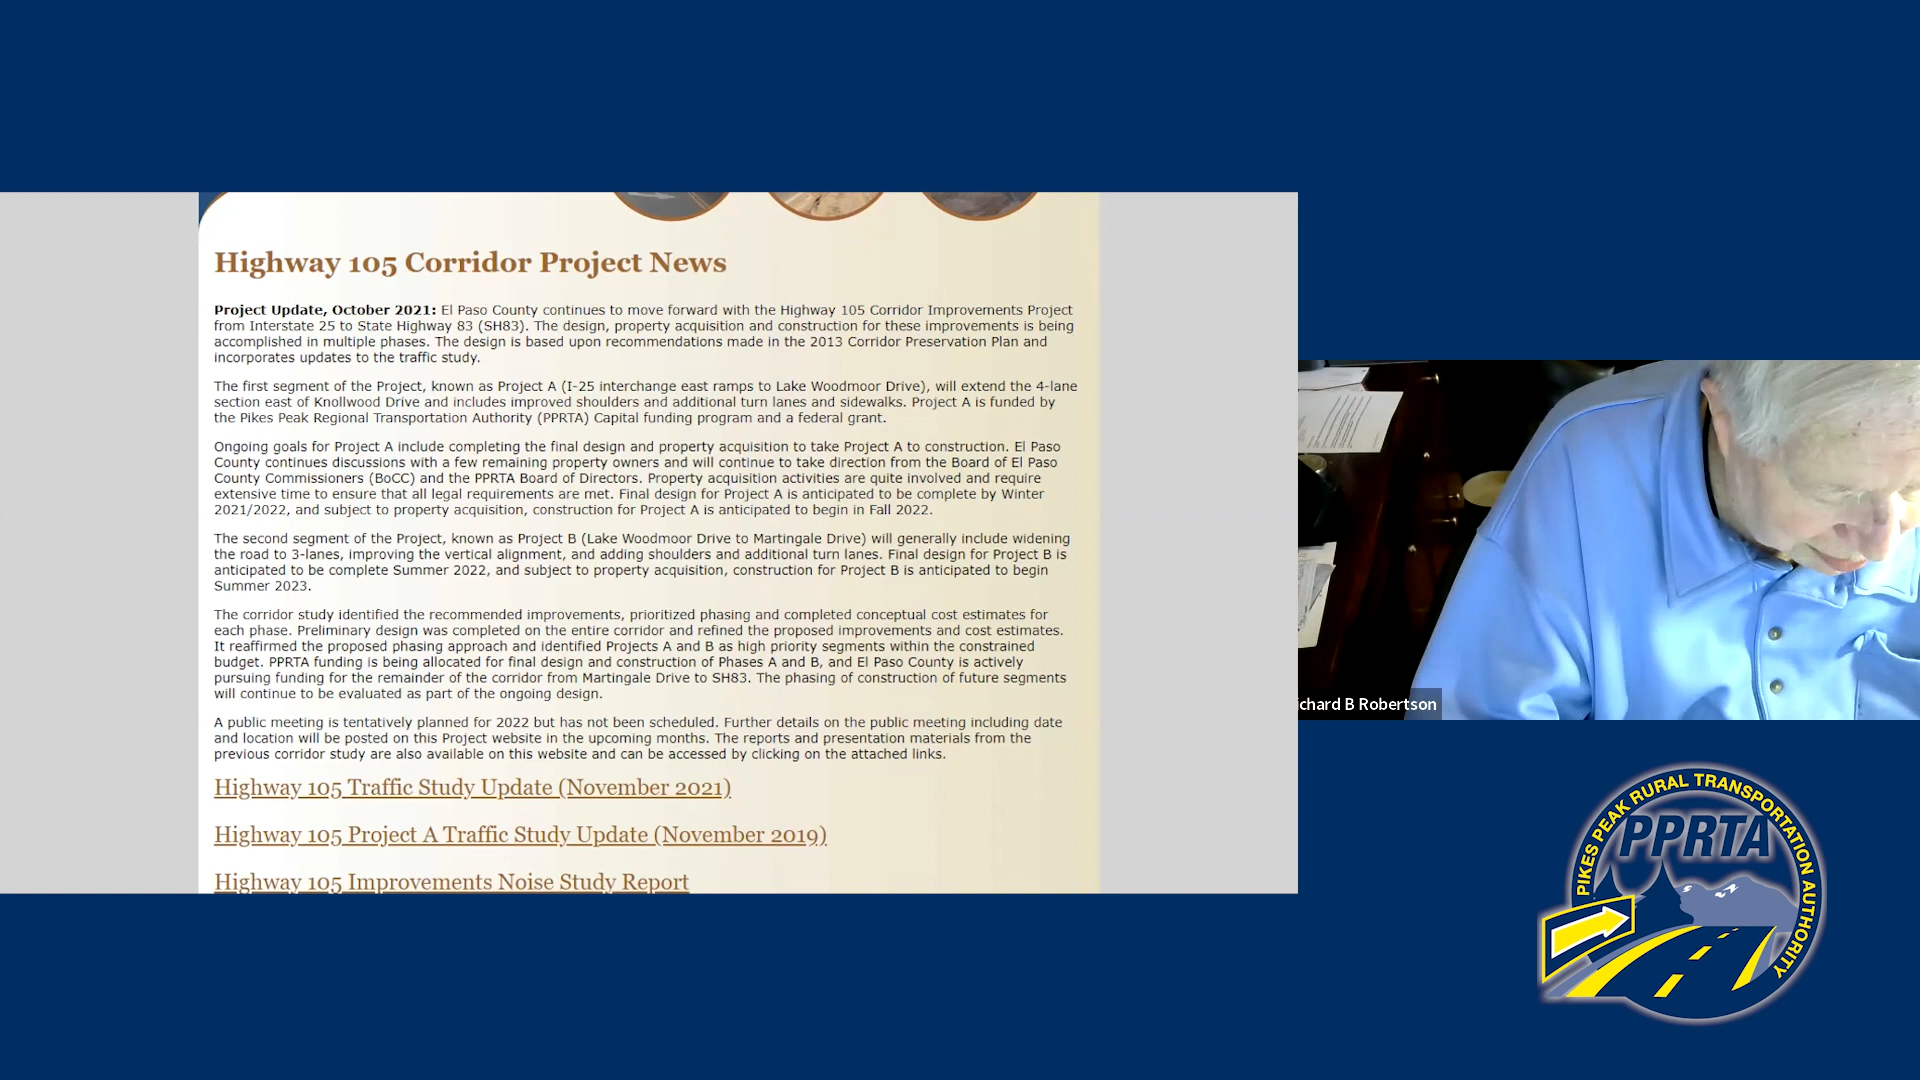 Highway 105 Corridor Project News
Project Update, October 2021: El Paso County continues to move forward with the Highway 105 Corridor Improvements Project
from Interstate 25 to State Highway 83 (SH83). The design, property acquisition and construction for these improvements is being
accomplished in multiple phases. The design is based upon recommendations made in the 2013 Corridor Preservation Plan and
incorporates updates to the traffic study.
The first segment of the Project, known as Project A (I-25 interchange east ramps to Lake Woodmoor Drive), will extend the 4-lane
section east of Knollwood Drive and includes improved shoulders and additional turn lanes and sidewalks. Project A is funded by
the Pikes Peak Regional Transportation Authority (PPRTA) Capital funding program and a federal grant.
Ongoing goals for Project A include completing the final design and property acquisition to take Project A to construction. El Paso
County continues discussions with a few remaining property owners and will continue to take direction from the Board of El Paso
County Commissioners (BoCC) and the PPRTA Board of Directors. Property acquisition activities are quite involved and require
extensive time to ensure that all legal requirements are met. Final design for Project A is anticipated to be complete by Winter
2021/2022, and subject to property acquisition, construction for Project A is anticipated to begin in Fall 2022.
The second segment of the Project, known as Project B (Lake Woodmoor Drive to Martingale Drive) will generally include widening
the road to 3-lanes, improving the vertical alignment, and adding shoulders and additional turn lanes. Final design for Project B is
anticipated to be complete Summer 2022, and subject to property acquisition, construction for Project B is anticipated to begin
Summer 2023.
The corridor study identified the recommended improvements, prioritized phasing and completed conceptual cost estimates for
each phase. Preliminary design was completed on the entire corridor and refined the proposed improvements and cost estimates.
It reaffirmed the proposed phasing approach and identified Projects A and B as high priority segments within the constrained
budget. PPRTA funding is being allocated for final design and construction of Phases A and B, and El Paso County is actively
pursuing funding for the remainder of the corridor from Martingale Drive to SH83. The phasing of construction of future segments
will continue to be evaluated as part of the ongoing design.
A public meeting is tentatively planned for 2022 but has not been scheduled. Further details on the public meeting including date
and location will be posted on this Project website in the upcoming months. The reports and presentation materials from the
previous corridor study are also available on this website and can be accessed by clicking on the attached links.
Highway 105 Traffic Study Update (November 2021)
Highway 105 Project A Traffic Study Update (November 2019)
Highway 105 Improvements Noise Study Report
ichard B Robertson
PIKES PEAK RURAL TRANSPORTATION AUTHORITY
PPRTA